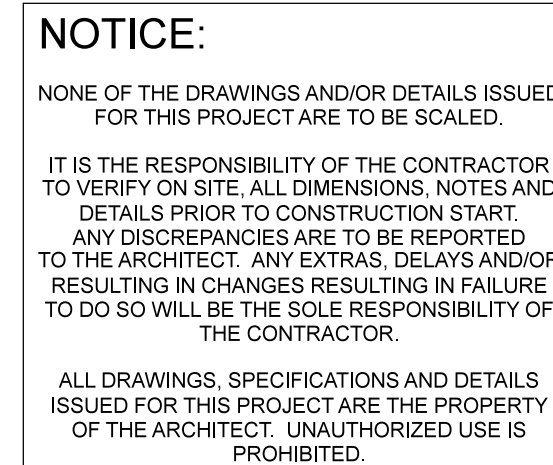 NOTICE:
NONE OF THE DRAWINGS AND/OR DETAILS ISSUED
FOR THIS PROJECT ARE TO BE SCALED.
IT IS THE RESPONSIBILITY OF THE CONTRACTOR
TO VERIFY ON SITE, ALL DIMENSIONS, NOTES AND
DETAILS PRIOR TO CONSTRUCTION START.
ANY DISCREPANCIES ARE TO BE REPORTED
TO THE ARCHITECT. ANY EXTRAS, DELAYS AND/OR
RESULTING IN CHANGES RESULTING IN FAILURE
TO DO SO WILL BE THE SOLE RESPONSIBILITY OF
THE CONTRACTOR.
ALL DRAWINGS, SPECIFICATIONS AND DETAILS
ISSUED FOR THIS PROJECT ARE THE PROPERTY
OF THE ARCHITECT. UNAUTHORIZED USE IS
PROHIBITED.